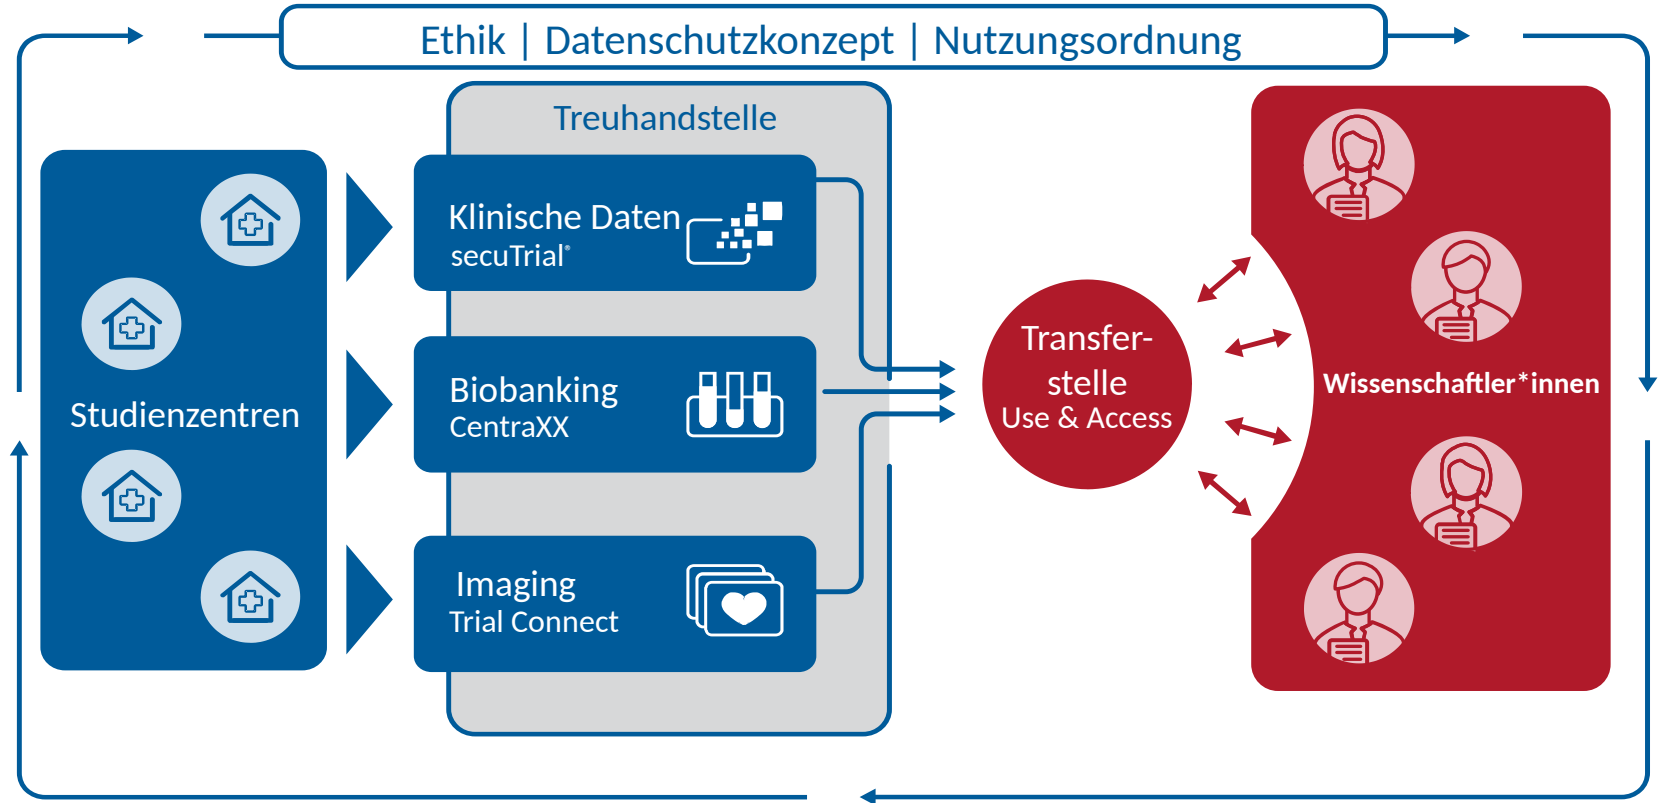 Ethik | Datenschutzkonzept | Nutzungsordnung
Treuhandstelle
Studienzentren
Klinische Daten
secuTrial®
Biobanking
CentraXX
Imaging
Trial Connect
Transfer-
stelle
Use & Access
Wissenschaftler*innen